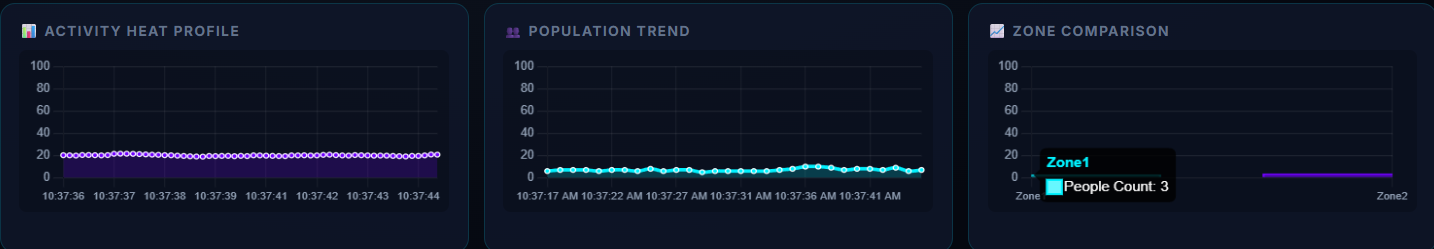 ACTIVITY HEAT PROFILE
100
80
60
40
20
0
10:37:36 10:37:37 10:37:38 10:37:39 10:37:41 10:37:42 10:37:43 10:37:44
POPULATION TREND
100
80
60
40
20
0
10:37:17 AM 10:37:22 AM 10:37:27 AM 10:37:31 AM 10:37:36 AM 10:37:41 AM
ZONE COMPARISON
100
80
60
40
20
0
Zone1
People Count: 3
Zone Zone2